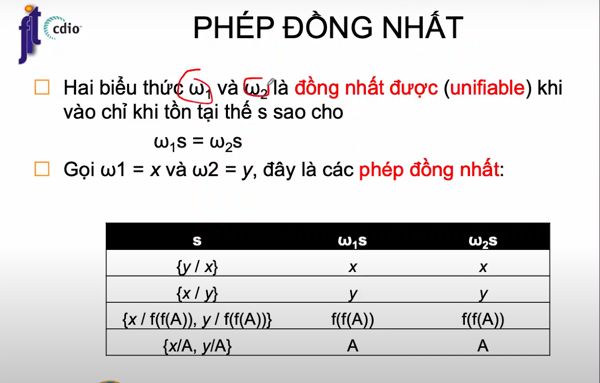 fit cdio
PHÉP ĐỒNG NHẤT
Hai biểu thức ω1 và ω2 là đồng nhất được (unifiable) khi
vào chỉ khi tồn tại thế s sao cho
ω1s = ω2s
Gọi ω1 = x và ω2 = y, đây là các phép đồng nhất:
s ω1s ω2s
{y / x} x x
{x / y} y y
{x / f(f(A)), y / f(f(A))} f(f(A)) f(f(A))
{x/A, y/A} A A